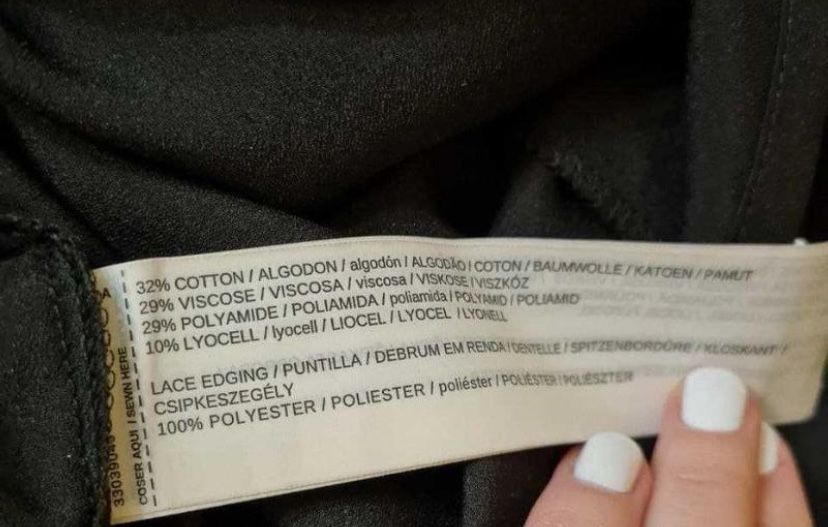 32% COTTON / ALGODON / algodón / ALGODÃO / COTON / BAUMWOLLE / KATOEN / PAMUT
29% VISCOSE / VISCOSA / viscosa / VISKOSE / VISZKÓZ
29% POLYAMIDE / POLIAMIDA / poliamida / POLYAMID / POLIAMID
10% LYOCELL / lyocell / LIOCEL / LYOCEL / LYONELL
LACE EDGING / PUNTILLA / DEBRUM EM RENDA / DENTELLE / SPITZENBORDÜRE / KLOSKANT /
CSIPKESZEGÉLY
100% POLYESTER / POLIESTER / poliéster / POLIÉSTER / POLIÉSZTER
COSER AQUI / SEWN HERE